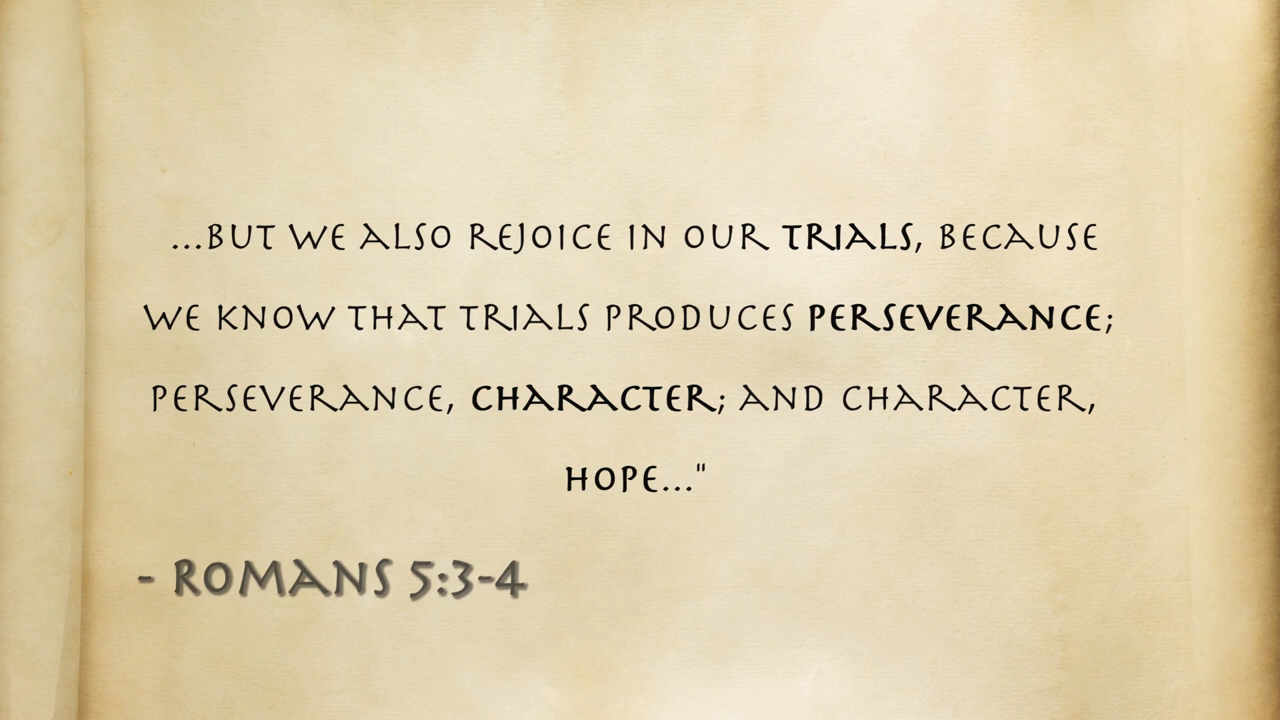 ...BUT WE ALSO REJOICE IN OUR TRIALS, BECAUSE
WE KNOW THAT TRIALS PRODUCES PERSEVERANCE;
PERSEVERANCE, CHARACTER; AND CHARACTER,
HOPE..."
- ROMANS 5:3-4